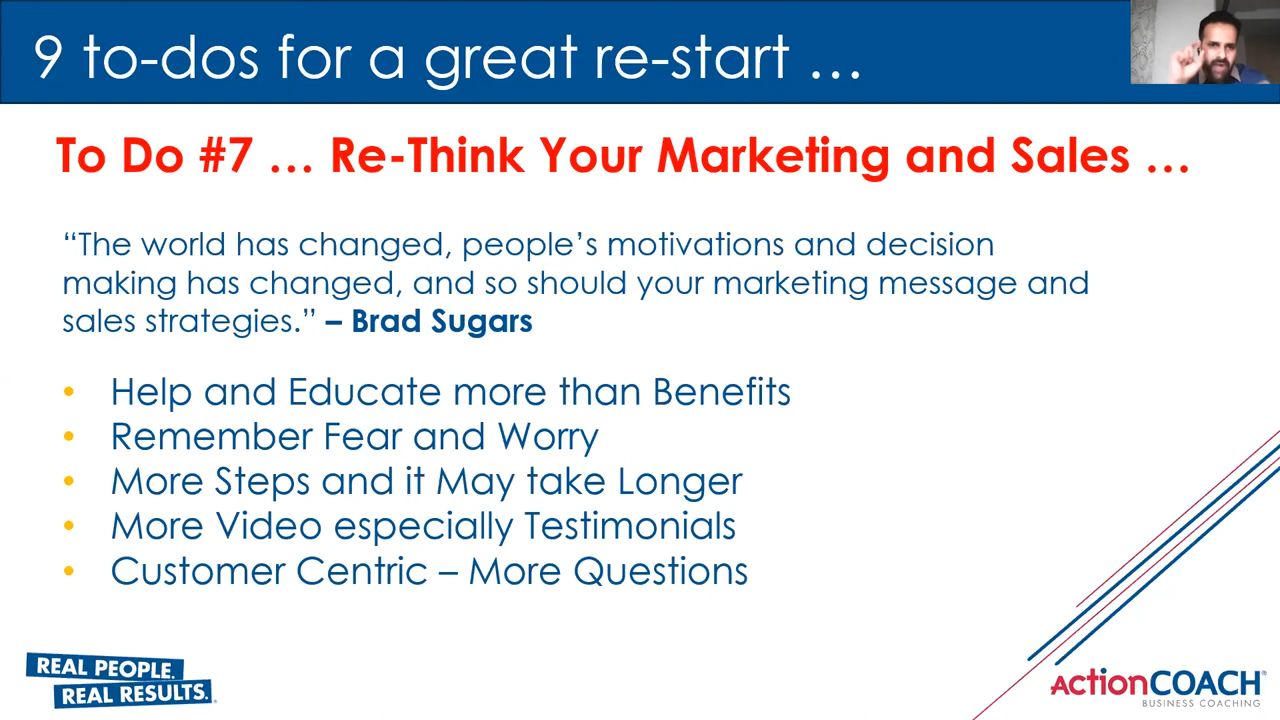 9 to-dos for a great re-start …
To Do #7 … Re-Think Your Marketing and Sales …
“The world has changed, people’s motivations and decision
making has changed, and so should your marketing message and
sales strategies.” – Brad Sugars
• Help and Educate more than Benefits
• Remember Fear and Worry
• More Steps and it May take Longer
• More Video especially Testimonials
• Customer Centric – More Questions
REAL PEOPLE.
REAL RESULTS.
ActionCOACH®
BUSINESS COACHING